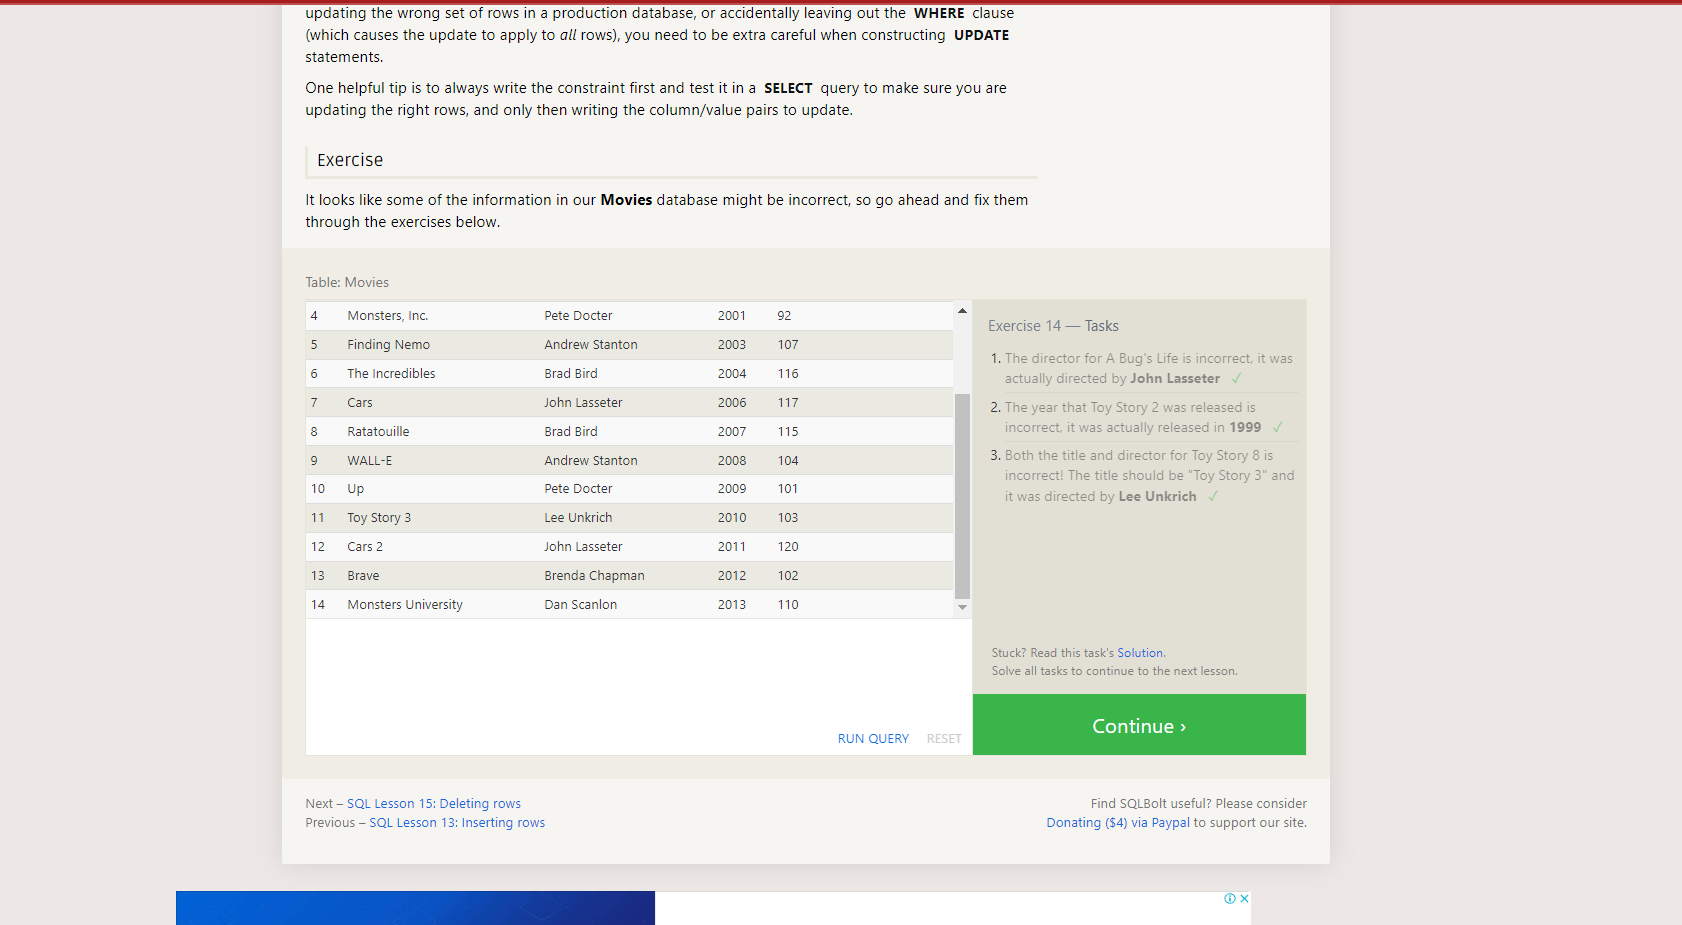 updating the wrong set of rows in a production database, or accidentally leaving out the WHERE clause
(which causes the update to apply to all rows), you need to be extra careful when constructing UPDATE
statements.
One helpful tip is to always write the constraint first and test it in a SELECT query to make sure you are
updating the right rows, and only then writing the column/value pairs to update.
Exercise
It looks like some of the information in our Movies database might be incorrect, so go ahead and fix them
through the exercises below.
Table: Movies
4 Monsters, Inc. Pete Docter 2001 92
5 Finding Nemo Andrew Stanton 2003 107
6 The Incredibles Brad Bird 2004 116
7 Cars John Lasseter 2006 117
8 Ratatouille Brad Bird 2007 115
9 WALL-E Andrew Stanton 2008 104
10 Up Pete Docter 2009 101
11 Toy Story 3 Lee Unkrich 2010 103
12 Cars 2 John Lasseter 2011 120
13 Brave Brenda Chapman 2012 102
14 Monsters University Dan Scanlon 2013 110
RUN QUERY RESET
Exercise 14 — Tasks
1. The director for A Bug's Life is incorrect, it was
actually directed by John Lasseter ✓
2. The year that Toy Story 2 was released is
incorrect, it was actually released in 1999 ✓
3. Both the title and director for Toy Story 8 is
incorrect! The title should be "Toy Story 3" and
it was directed by Lee Unkrich ✓
Stuck? Read this task's Solution.
Solve all tasks to continue to the next lesson.
Continue ›
Next – SQL Lesson 15: Deleting rows
Previous – SQL Lesson 13: Inserting rows
Find SQLBolt useful? Please consider
Donating ($4) via Paypal to support our site.